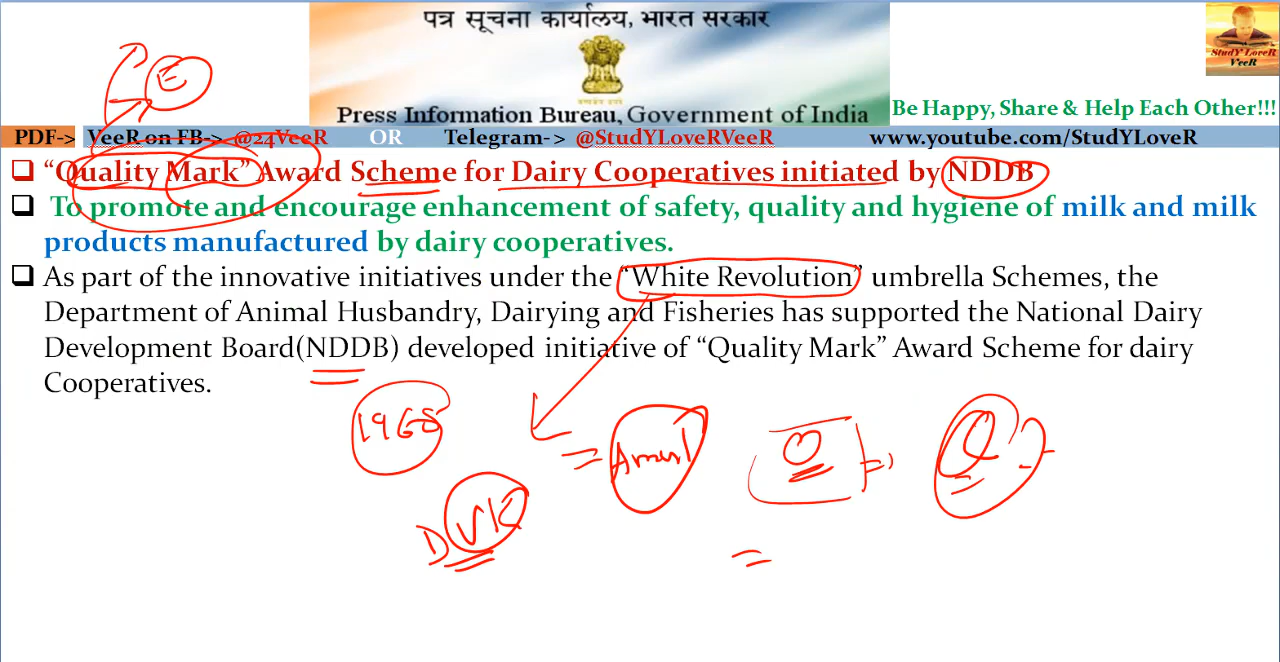 पत्र सूचना कार्यालय, भारत सरकार
Press Information Bureau, Government of India
StudY LoveR
VeeR
Be Happy, Share & Help Each Other!!!
PDF-> VeeR on FB-> @24VeeR OR Telegram-> @StudYLoveRVeeR www.youtube.com/StudYLoveR
“Quality Mark” Award Scheme for Dairy Cooperatives initiated by NDDB
To promote and encourage enhancement of safety, quality and hygiene of milk and milk
products manufactured by dairy cooperatives.
As part of the innovative initiatives under the “White Revolution” umbrella Schemes, the
Department of Animal Husbandry, Dairying and Fisheries has supported the National Dairy
Development Board(NDDB) developed initiative of “Quality Mark” Award Scheme for dairy
Cooperatives.
E